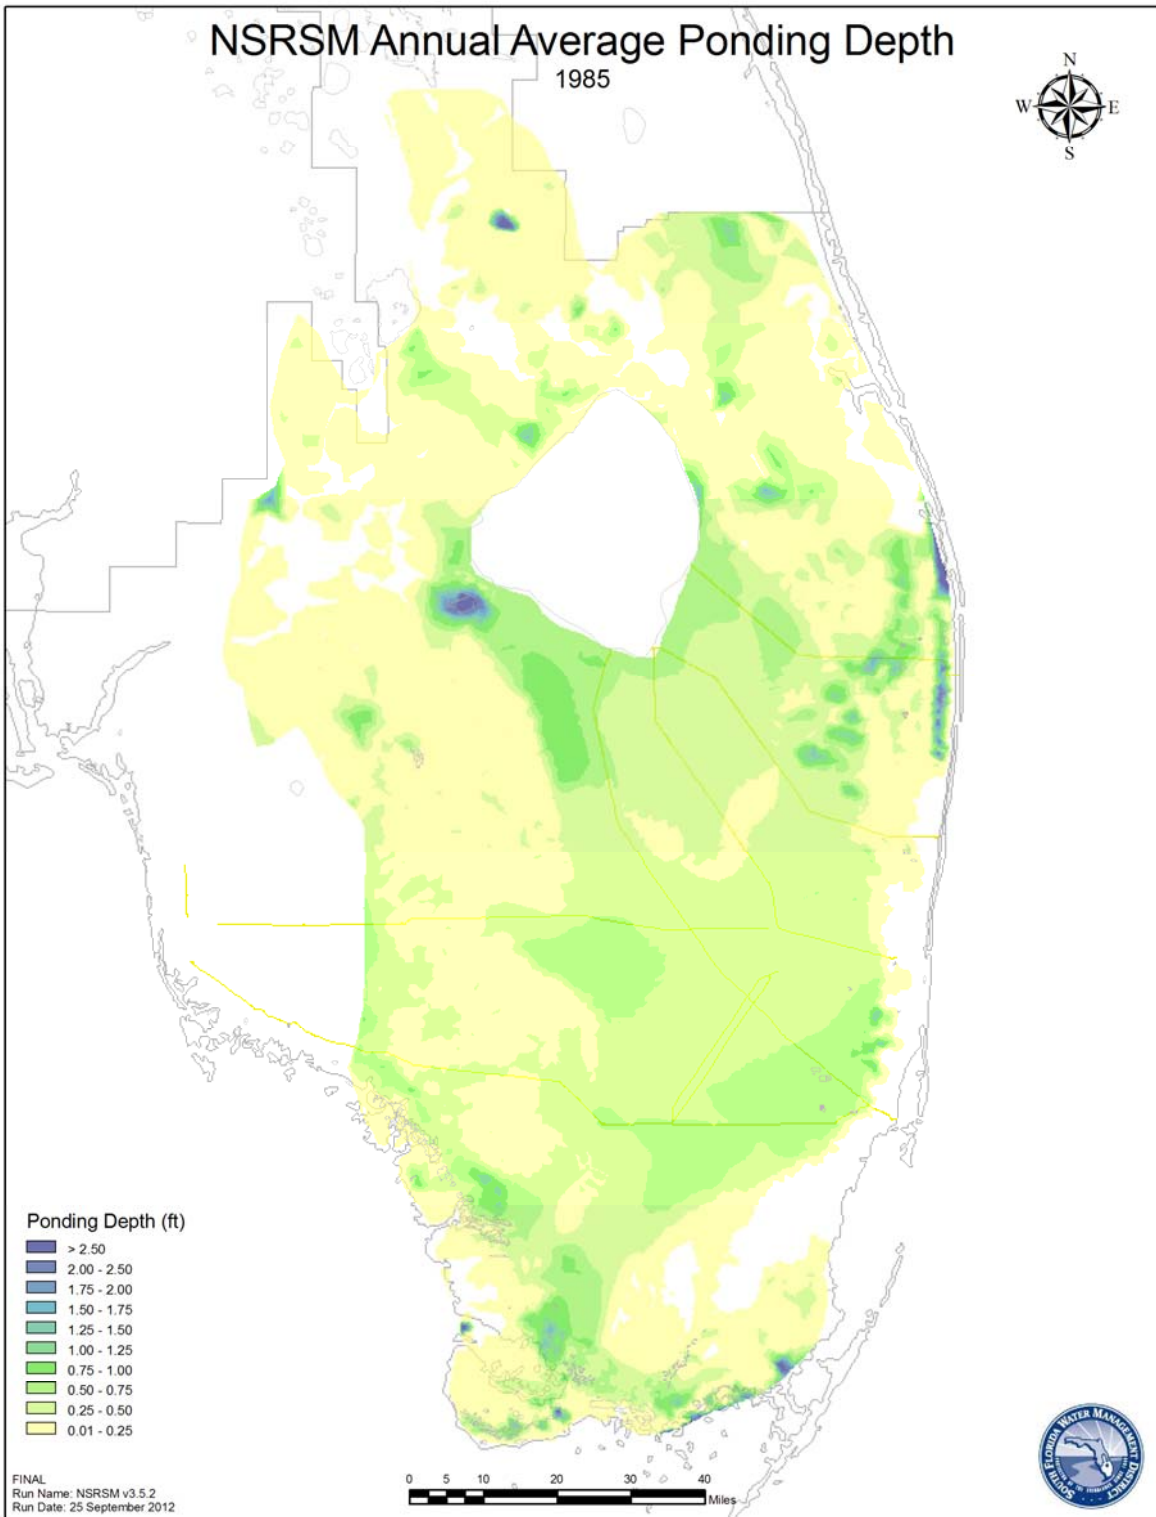 NSRSM Annual Average Ponding Depth
1985
N
W E
S
Ponding Depth (ft)
> 2.50
2.00 - 2.50
1.75 - 2.00
1.50 - 1.75
1.25 - 1.50
1.00 - 1.25
0.75 - 1.00
0.50 - 0.75
0.25 - 0.50
0.01 - 0.25
FINAL
Run Name: NSRSM v3.5.2
Run Date: 25 September 2012
0 5 10 20 30 40
Miles
SOUTH FLORIDA WATER MANAGEMENT DISTRICT